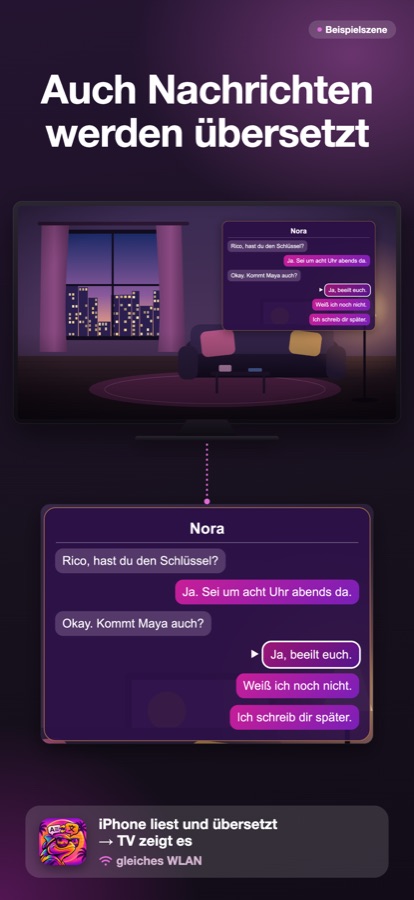 Beispielszene
Auch Nachrichten
werden übersetzt
Nora
Rico, hast du den Schlüssel?
Ja. Sei um acht Uhr abends da.
Okay. Kommt Maya auch?
Ja, beeilt euch.
Weiß ich noch nicht.
Ich schreib dir später.
Nora
Rico, hast du den Schlüssel?
Ja. Sei um acht Uhr abends da.
Okay. Kommt Maya auch?
Ja, beeilt euch.
Weiß ich noch nicht.
Ich schreib dir später.
iPhone liest und übersetzt
→ TV zeigt es
gleiches WLAN